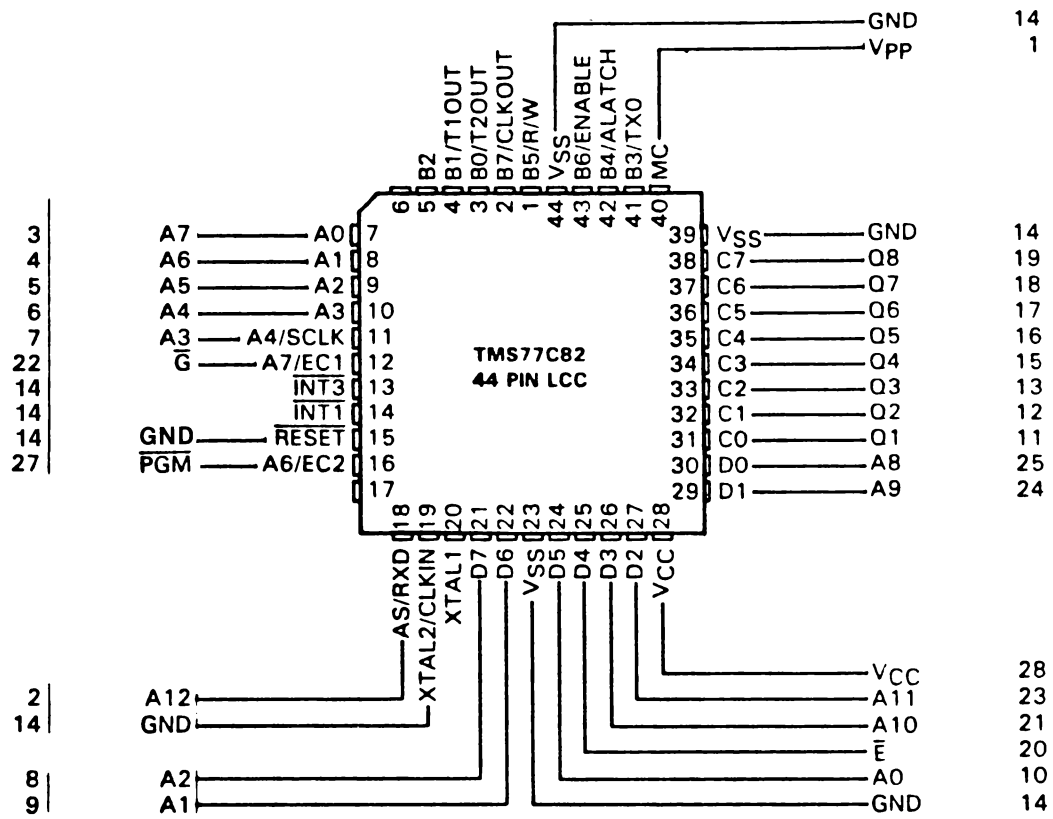 GND 14
VPP 1
B2
B1/T1OUT
B0/T2OUT
B7/CLKOUT
B5/R/W
VSS
B6/ENABLE
B4/ALATCH
B3/TX0
MC
6 5 4 3 2 1 44 43 42 41 40
3 A7 A0 7
4 A6 A1 8
5 A5 A2 9
6 A4 A3 10
7 A3 A4/SCLK 11
22 G̅ A7/EC1 12
14 I̅N̅T̅3̅ 13
14 I̅N̅T̅1̅ 14
14 GND R̅E̅S̅E̅T̅ 15
27 P̅G̅M̅ A6/EC2 16
17
TMS77C82
44 PIN LCC
39 VSS GND 14
38 C7 Q8 19
37 C6 Q7 18
36 C5 Q6 17
35 C4 Q5 16
34 C3 Q4 15
33 C2 Q3 13
32 C1 Q2 12
31 C0 Q1 11
30 D0 A8 25
29 D1 A9 24
18 19 20 21 22 23 24 25 26 27 28
AS/RXD
XTAL2/CLKIN
XTAL1
D7
D6
VSS
D5
D4
D3
D2
VCC
2 A12
14 GND
8 A2
9 A1
VCC 28
A11 23
A10 21
E̅ 20
A0 10
GND 14